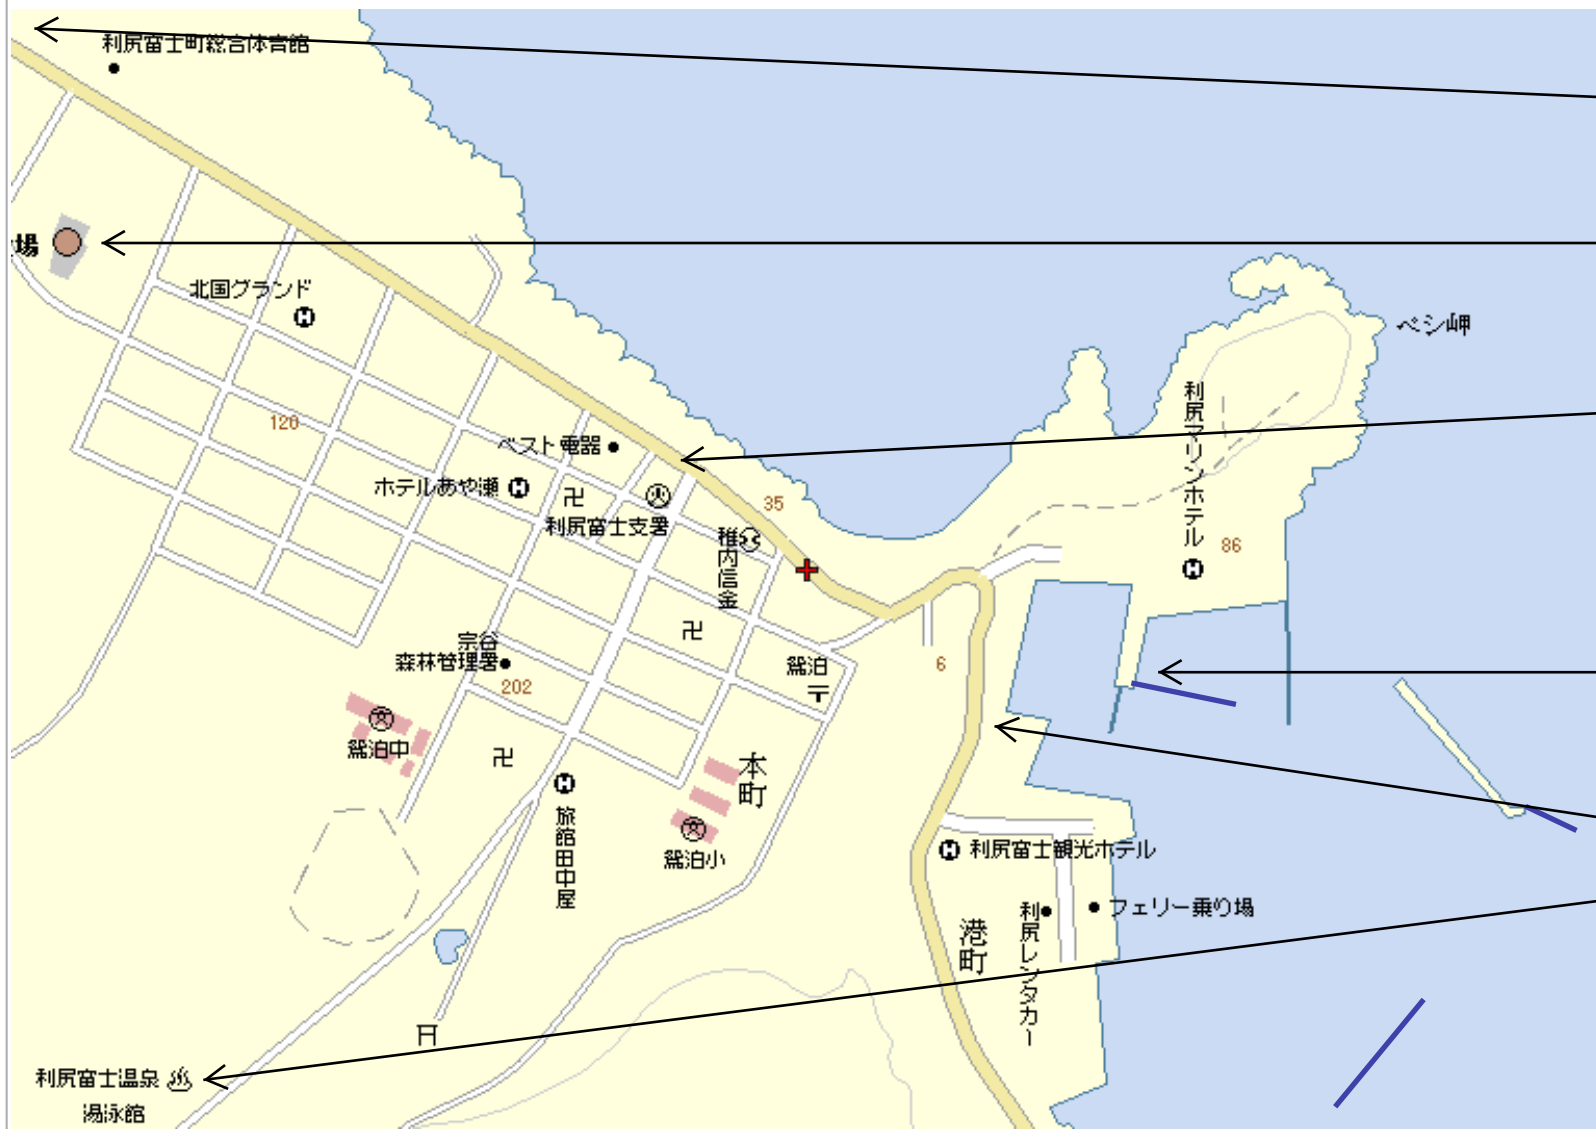 利尻富士町総合体育館
場
北国グランド
ペシ岬
利尻マリンホテル
120
ベスト電器
ホテルあや瀬
卍
利尻富士支署
35
稚内信金
86
卍
宗谷
森林管理署
202
鴛泊
〒
6
鴛泊中
卍
本町
旅館田中屋
鴛泊小
利尻富士観光ホテル
利尻レンタカー
フェリー乗り場
港町
利尻富士温泉
湯泳館